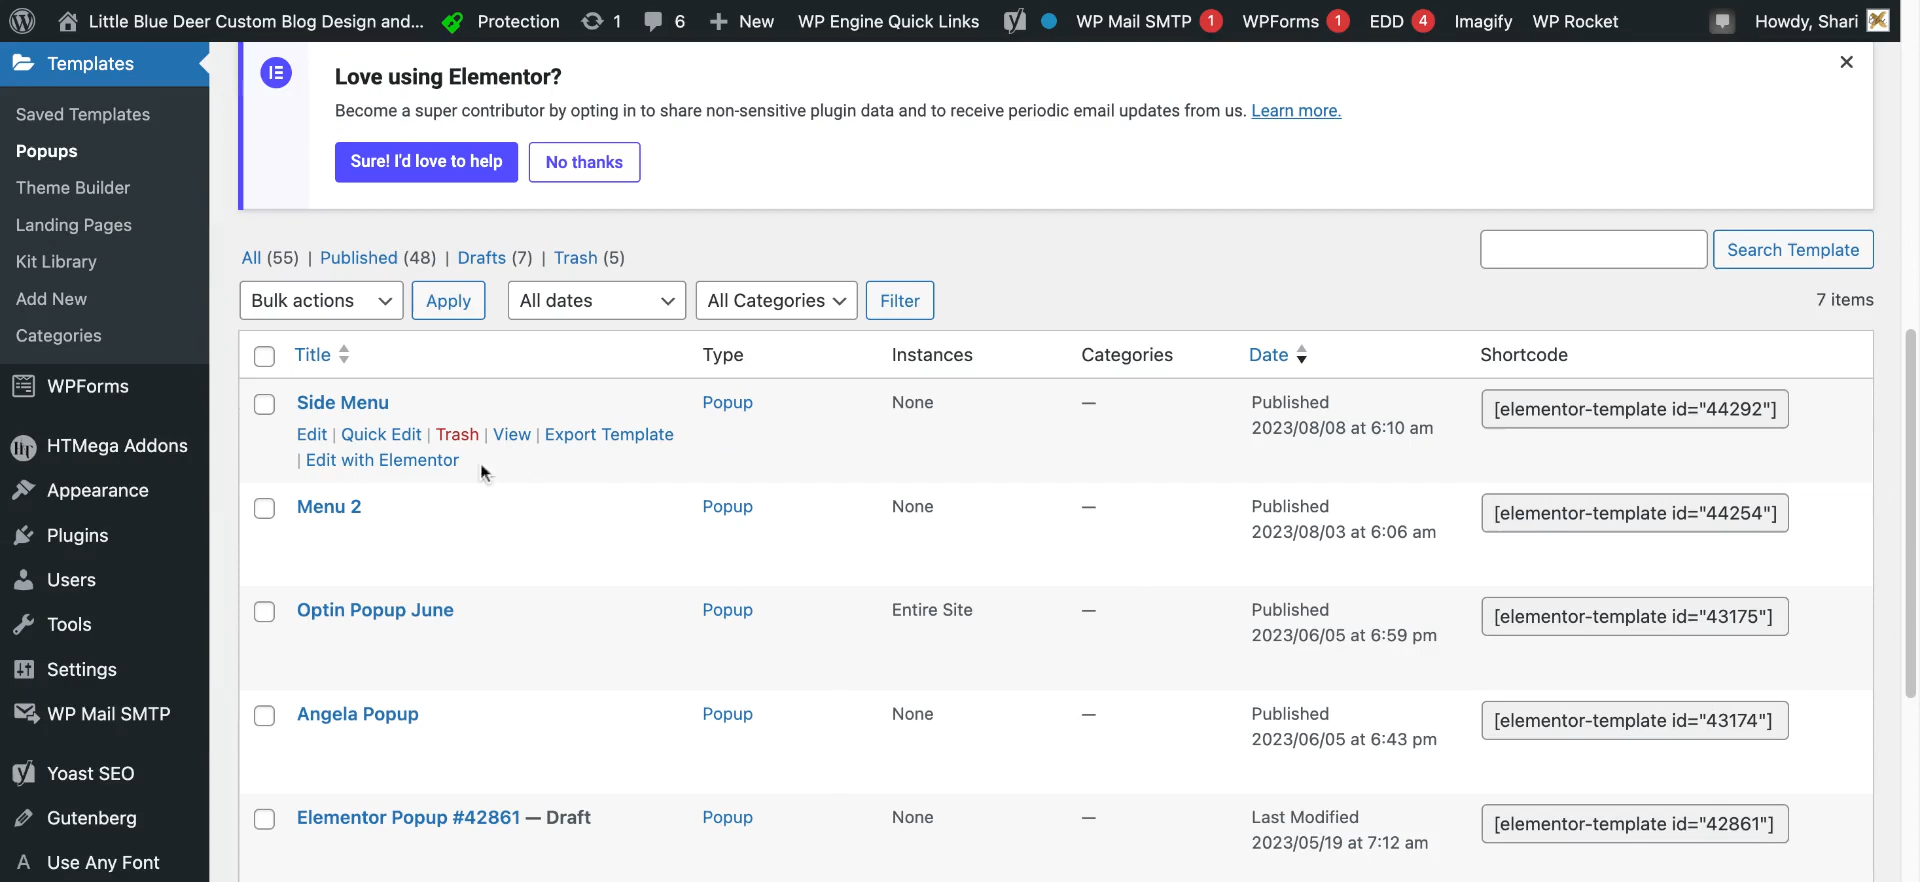 Little Blue Deer Custom Blog Design and... Protection 1 6 New WP Engine Quick Links WP Mail SMTP 1 WPForms 1 EDD 4 Imagify WP Rocket Howdy, Shari
Templates
Saved Templates
Popups
Theme Builder
Landing Pages
Kit Library
Add New
Categories
WPForms
HTMega Addons
Appearance
Plugins
Users
Tools
Settings
WP Mail SMTP
Yoast SEO
Gutenberg
A Use Any Font
Love using Elementor?
Become a super contributor by opting in to share non-sensitive plugin data and to receive periodic email updates from us. Learn more.
Sure! I'd love to help No thanks
All (55) | Published (48) | Drafts (7) | Trash (5)
Search Template
Bulk actions Apply All dates All Categories Filter 7 items
Title Type Instances Categories Date Shortcode
Side Menu Popup None — Published [elementor-template id="44292"]
2023/08/08 at 6:10 am
Edit | Quick Edit | Trash | View | Export Template
| Edit with Elementor
Menu 2 Popup None — Published [elementor-template id="44254"]
2023/08/03 at 6:06 am
Optin Popup June Popup Entire Site — Published [elementor-template id="43175"]
2023/06/05 at 6:59 pm
Angela Popup Popup None — Published [elementor-template id="43174"]
2023/06/05 at 6:43 pm
Elementor Popup #42861 — Draft Popup None — Last Modified [elementor-template id="42861"]
2023/05/19 at 7:12 am